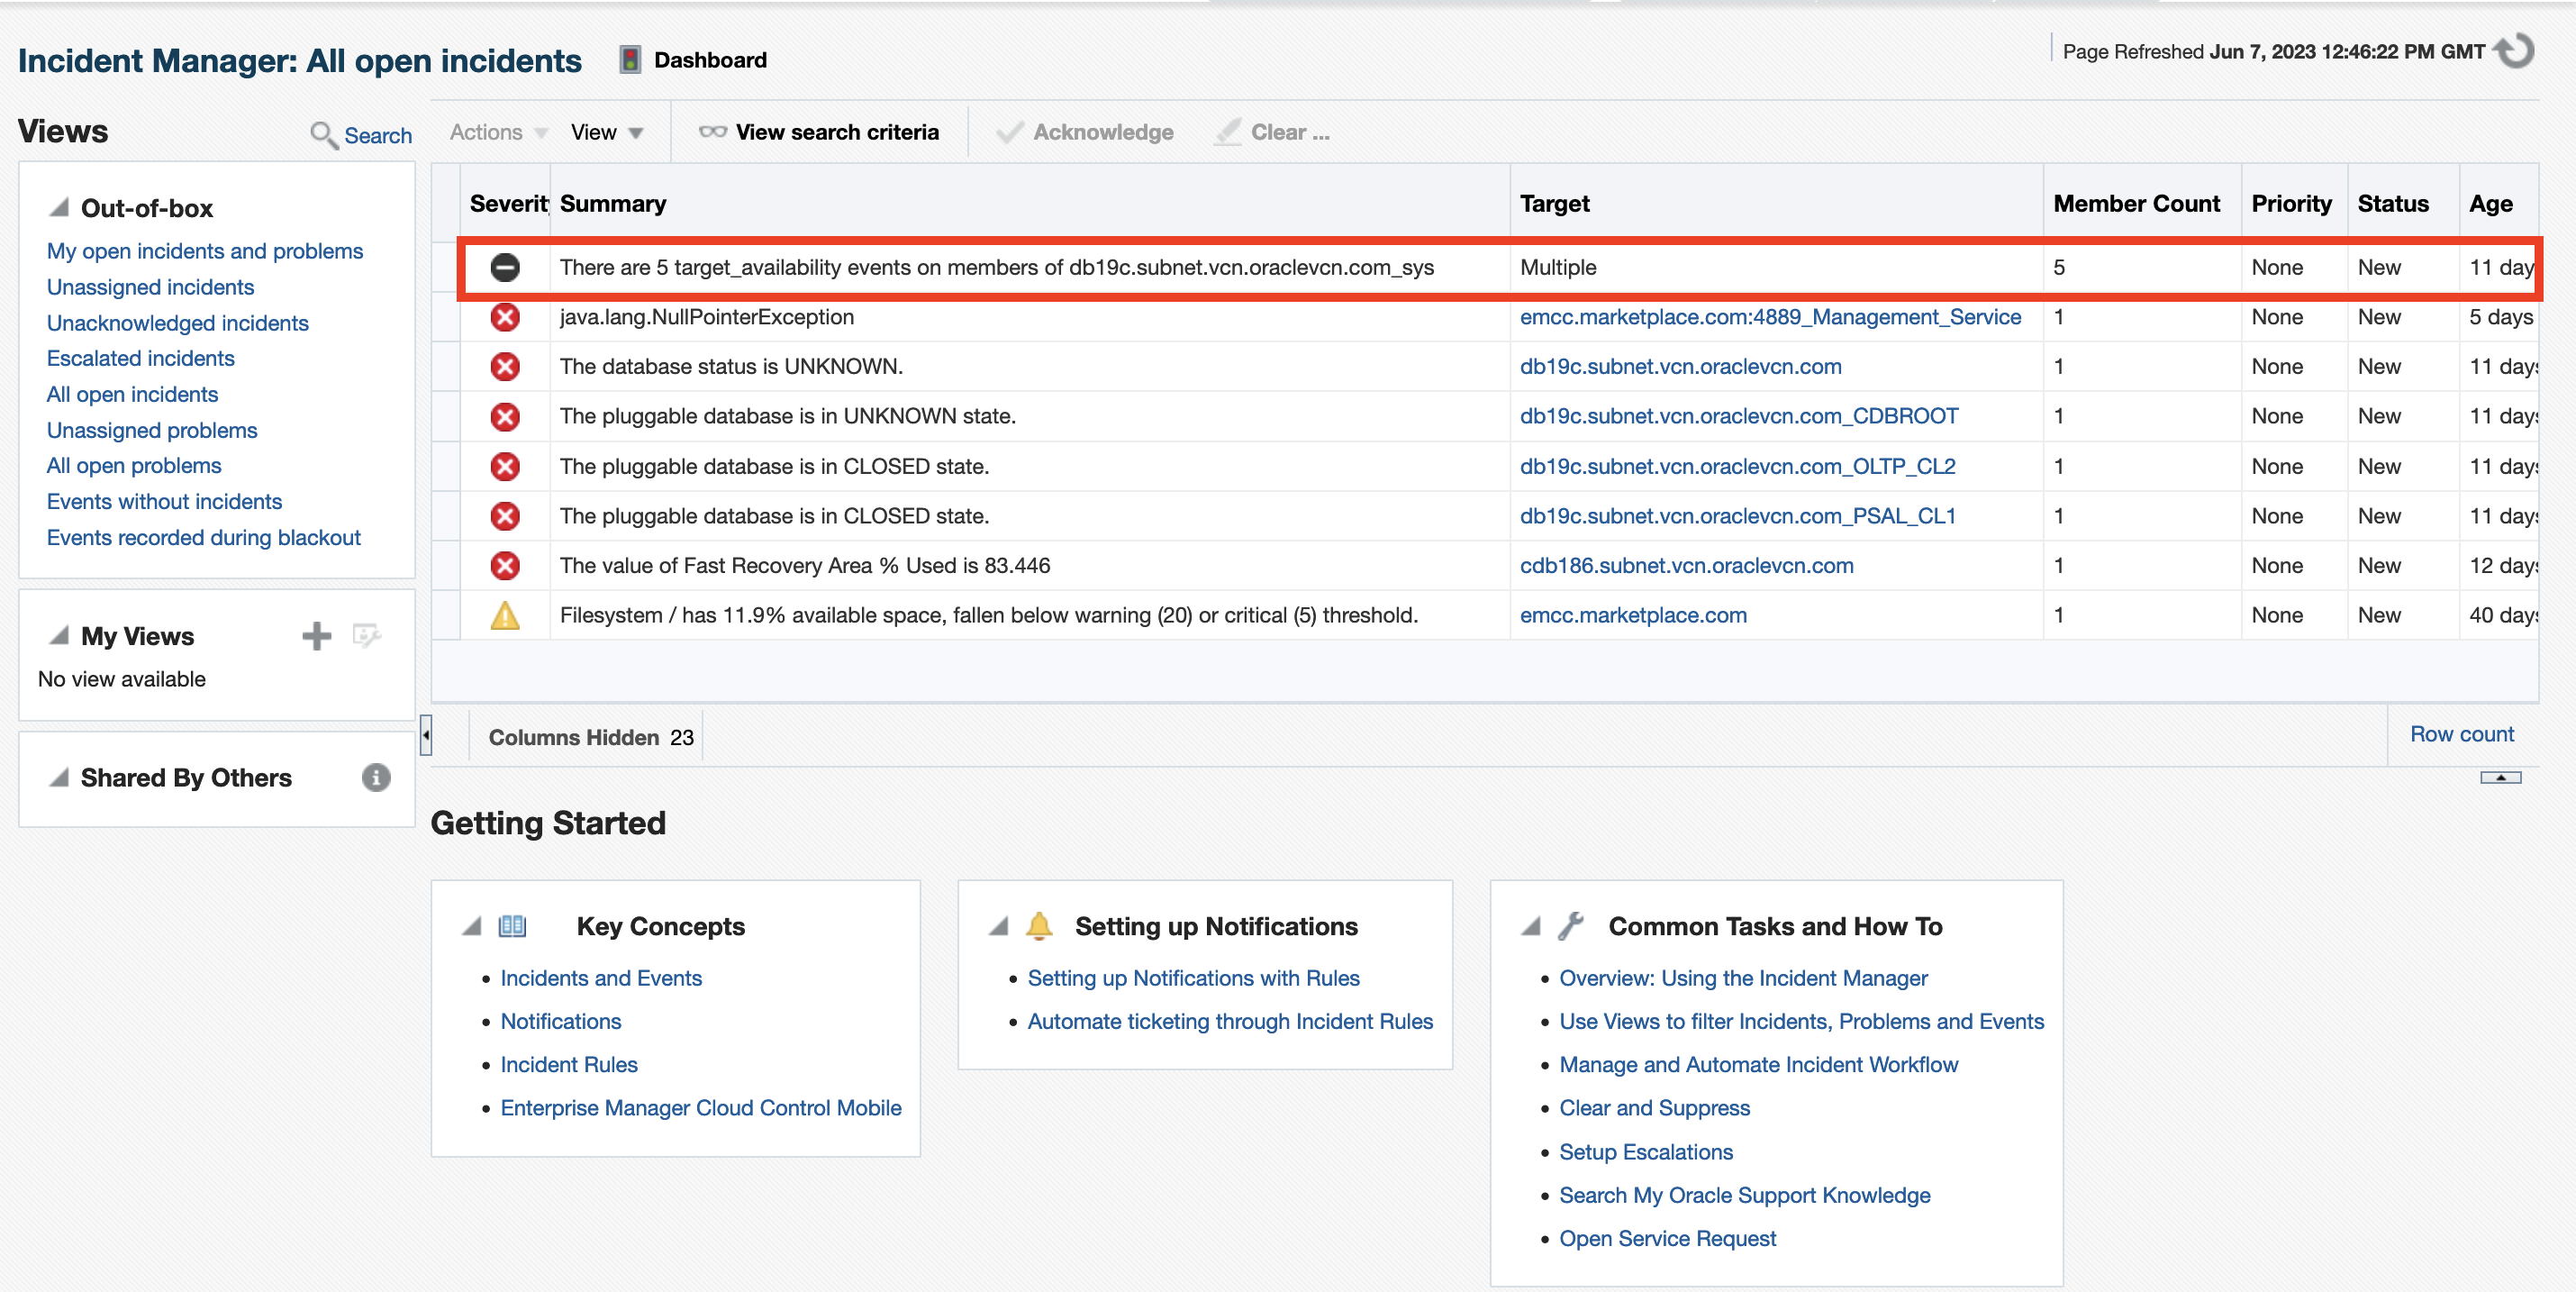 Incident Manager: All open incidents
Dashboard
Page Refreshed Jun 7, 2023 12:46:22 PM GMT
Views
Search
Out-of-box
My open incidents and problems
Unassigned incidents
Unacknowledged incidents
Escalated incidents
All open incidents
Unassigned problems
All open problems
Events without incidents
Events recorded during blackout
My Views
No view available
Shared By Others
Actions View View search criteria Acknowledge Clear ...
Severity Summary Target Member Count Priority Status Age
There are 5 target_availability events on members of db19c.subnet.vcn.oraclevcn.com_sys Multiple 5 None New 11 day
java.lang.NullPointerException emcc.marketplace.com:4889_Management_Service 1 None New 5 days
The database status is UNKNOWN. db19c.subnet.vcn.oraclevcn.com 1 None New 11 days
The pluggable database is in UNKNOWN state. db19c.subnet.vcn.oraclevcn.com_CDBROOT 1 None New 11 days
The pluggable database is in CLOSED state. db19c.subnet.vcn.oraclevcn.com_OLTP_CL2 1 None New 11 days
The pluggable database is in CLOSED state. db19c.subnet.vcn.oraclevcn.com_PSAL_CL1 1 None New 11 days
The value of Fast Recovery Area % Used is 83.446 cdb186.subnet.vcn.oraclevcn.com 1 None New 12 days
Filesystem / has 11.9% available space, fallen below warning (20) or critical (5) threshold. emcc.marketplace.com 1 None New 40 days
Columns Hidden 23
Row count
Getting Started
Key Concepts
Incidents and Events
Notifications
Incident Rules
Enterprise Manager Cloud Control Mobile
Setting up Notifications
Setting up Notifications with Rules
Automate ticketing through Incident Rules
Common Tasks and How To
Overview: Using the Incident Manager
Use Views to filter Incidents, Problems and Events
Manage and Automate Incident Workflow
Clear and Suppress
Setup Escalations
Search My Oracle Support Knowledge
Open Service Request